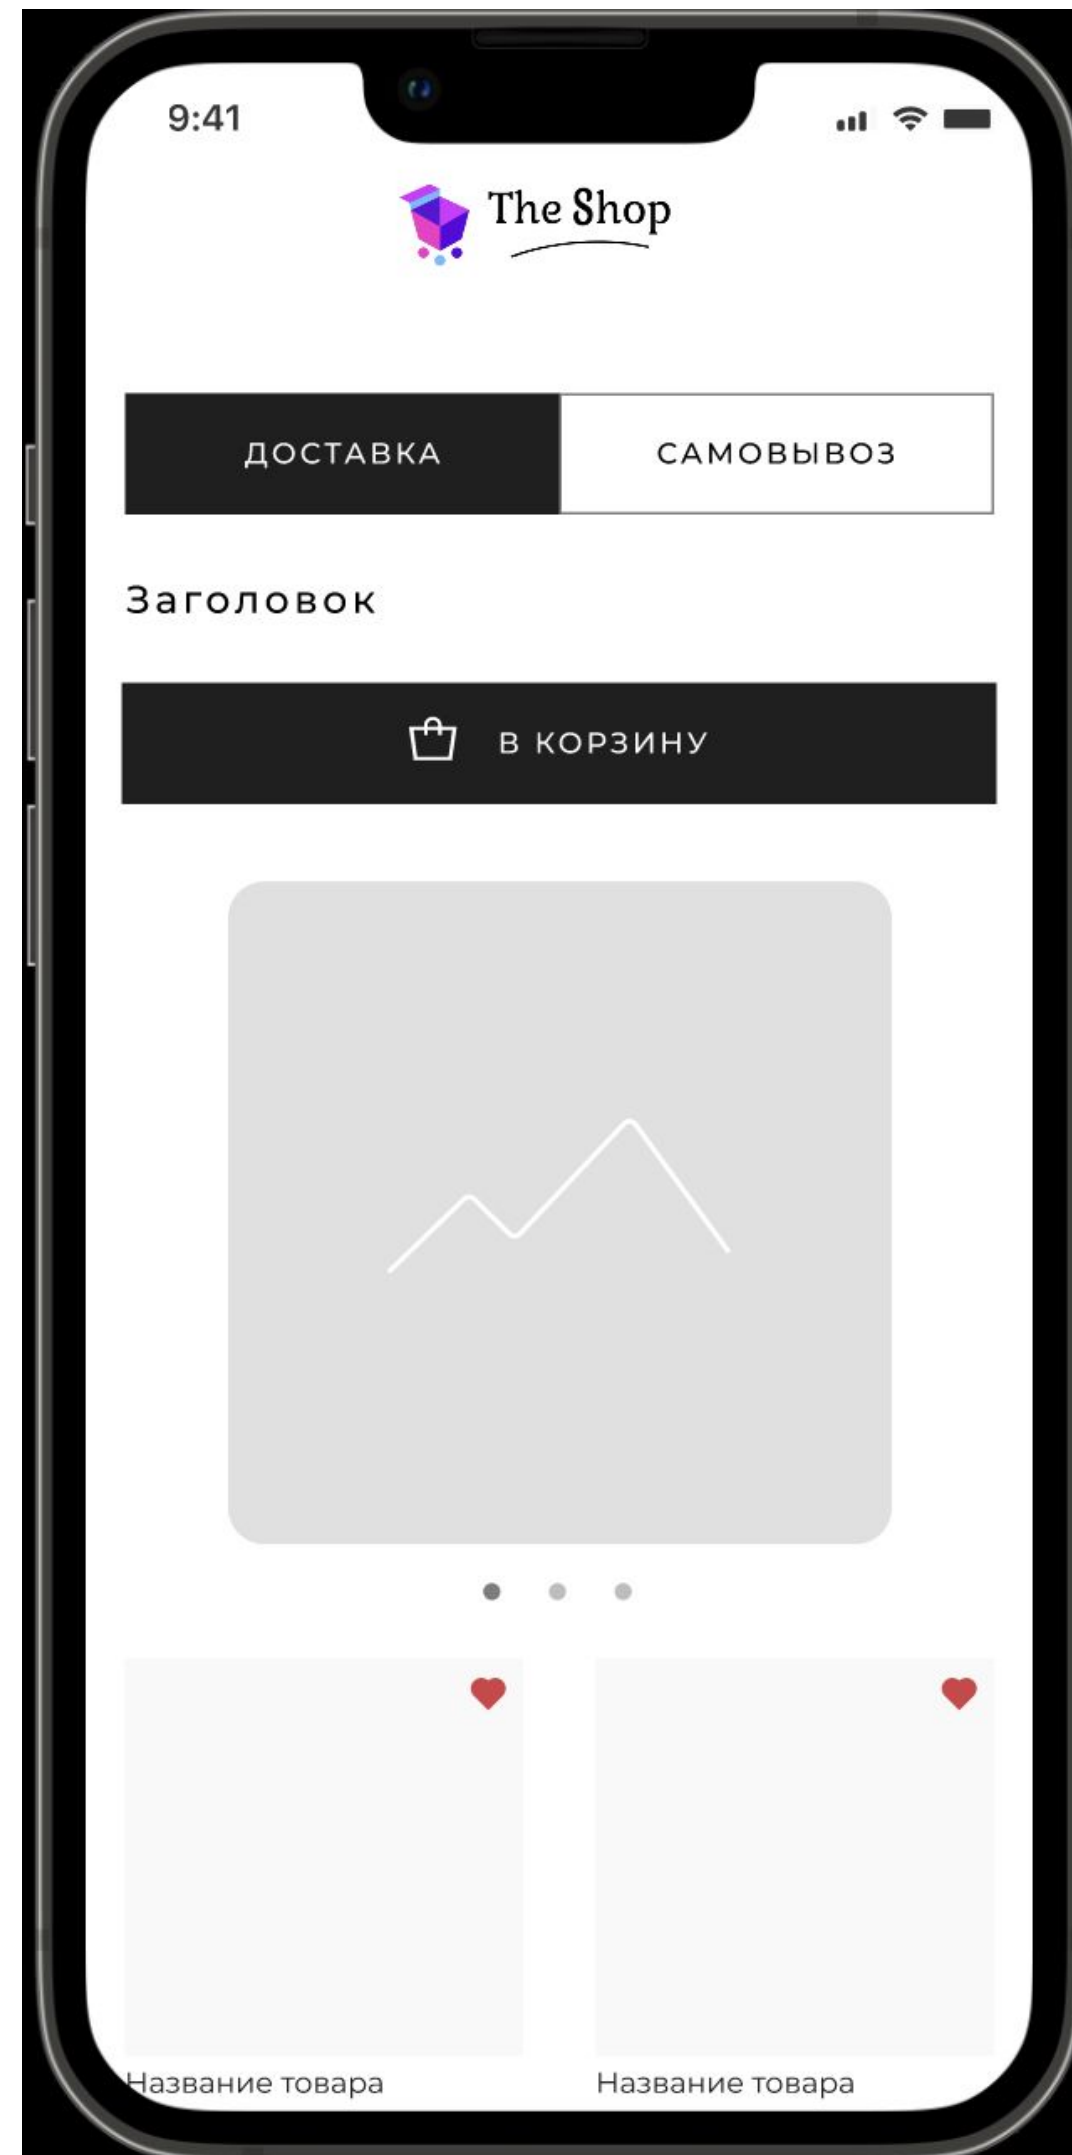 9:41
The Shop
ДОСТАВКА
САМОВЫВОЗ
Заголовок
В КОРЗИНУ
Название товара
Название товара